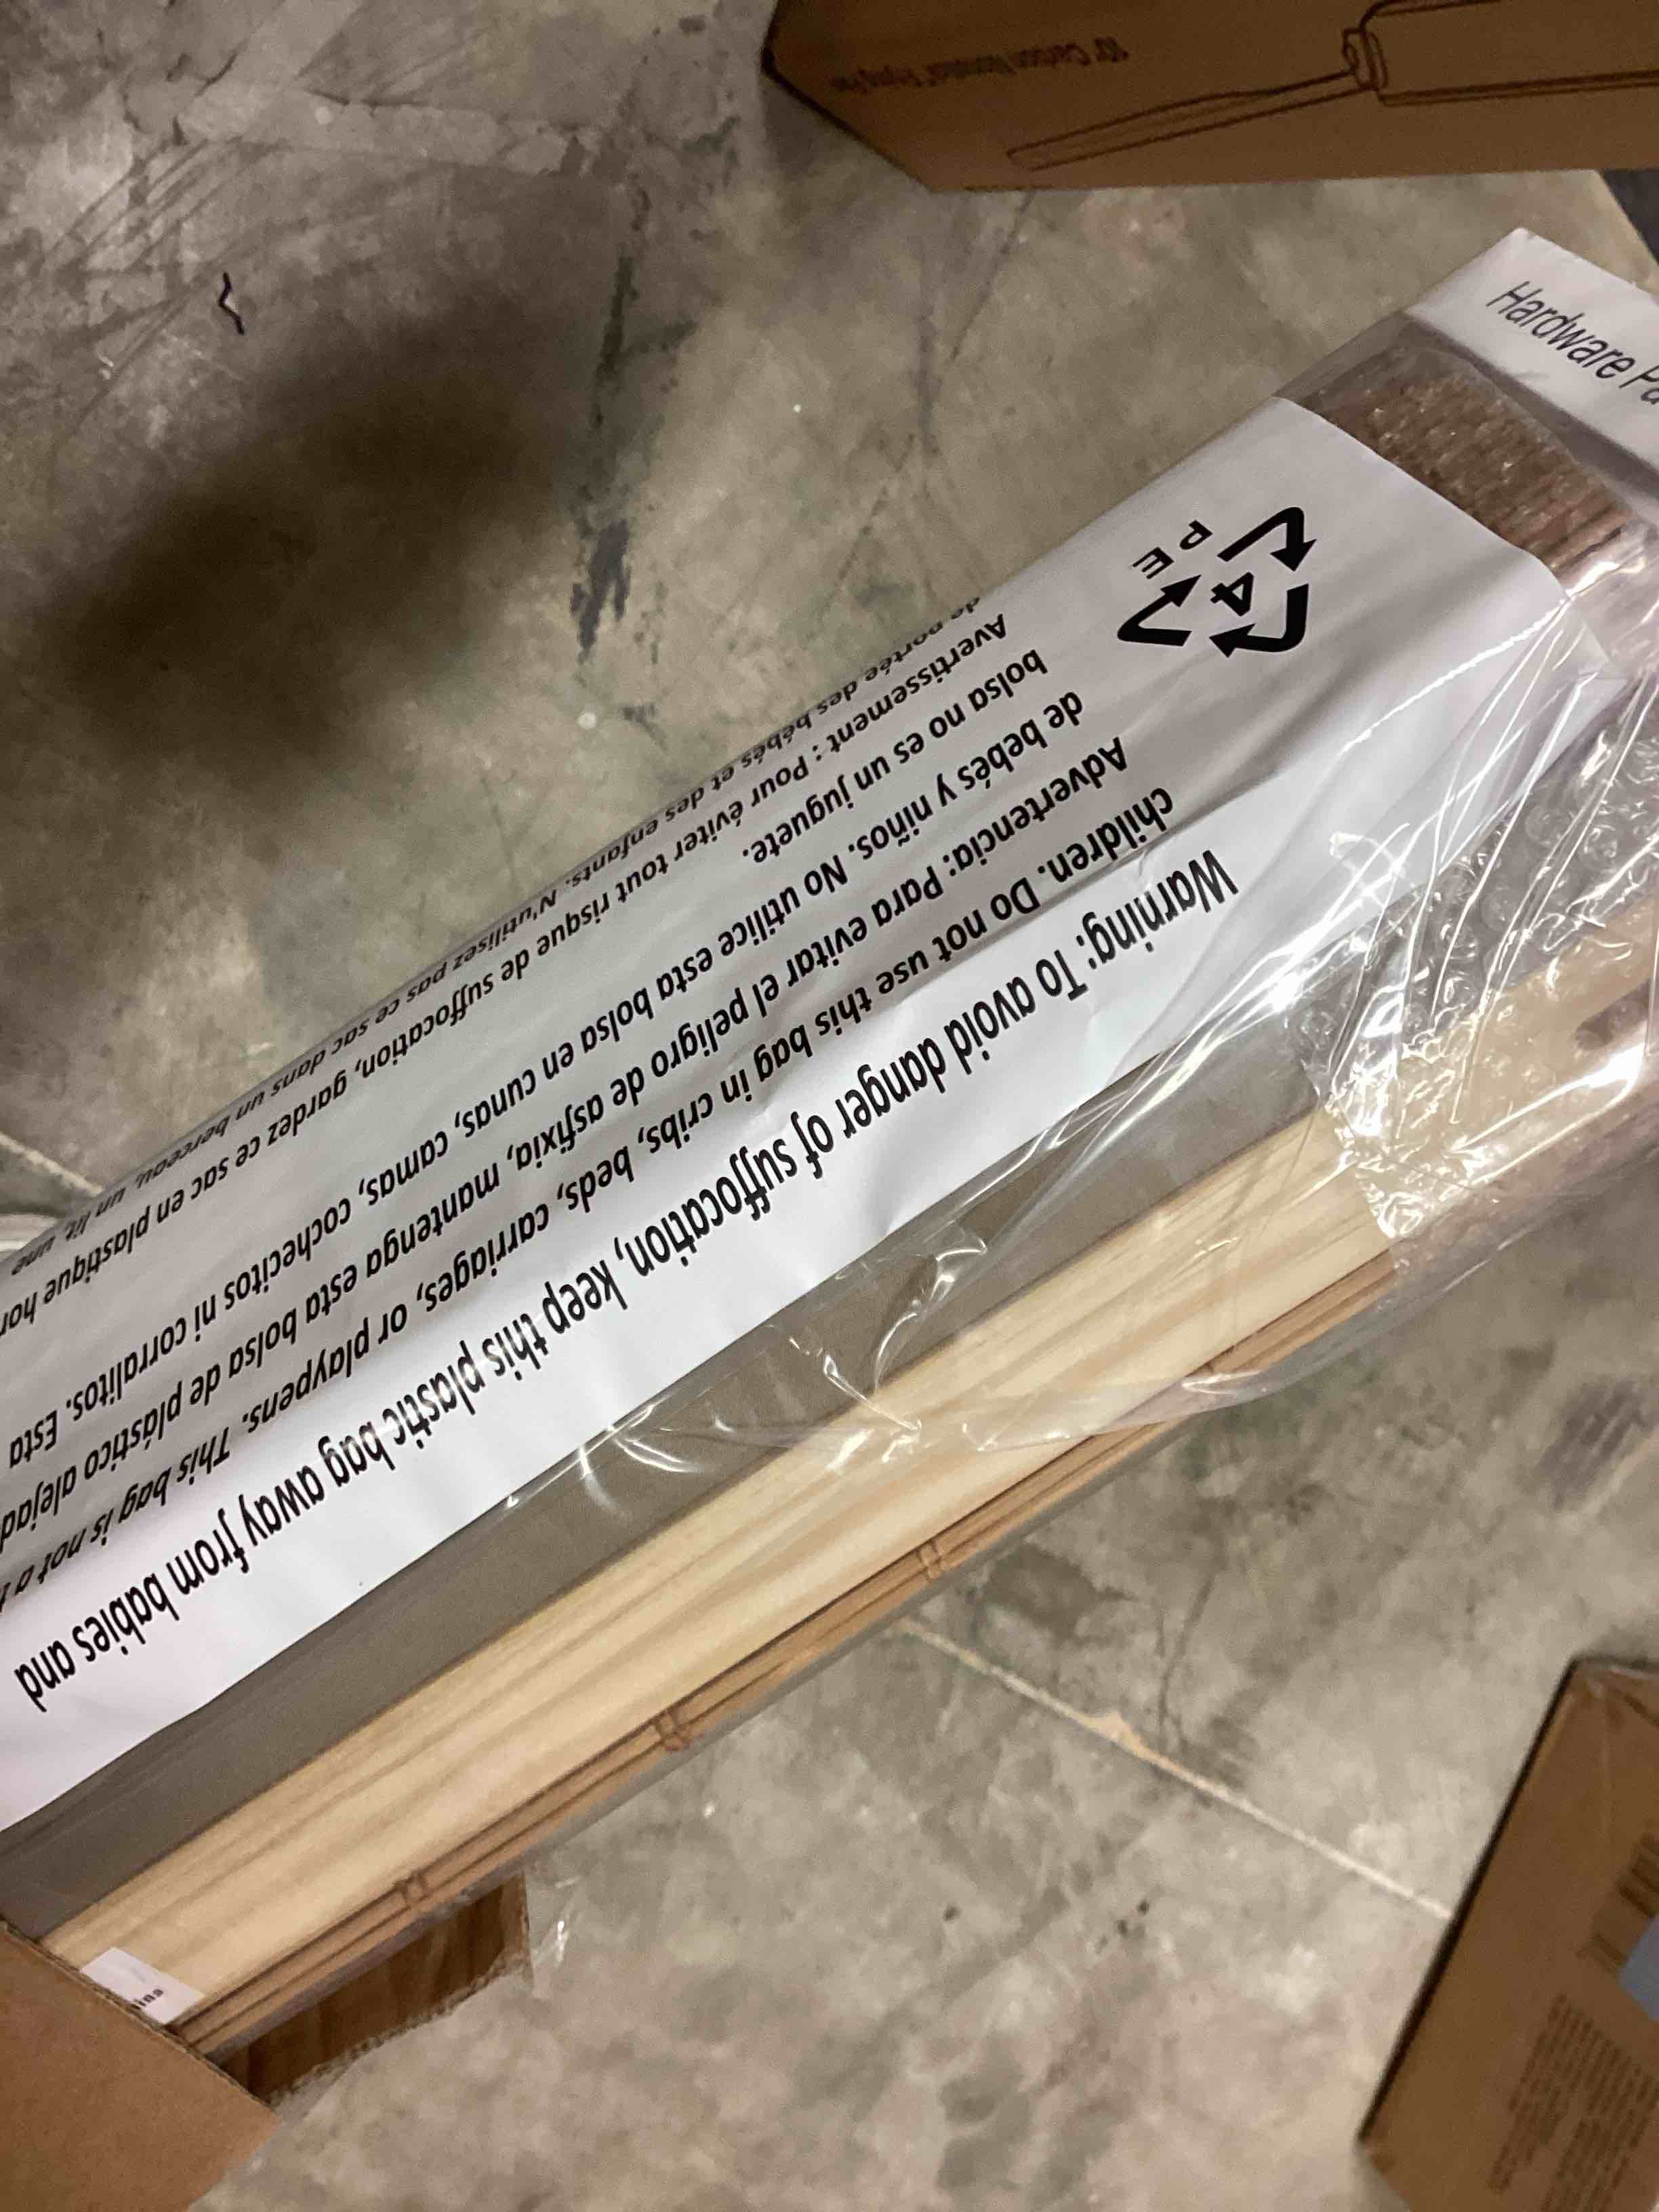 Warning: To avoid danger of suffocation, keep this plastic bag away from babies and
children. Do not use this bag in cribs, beds, carriages, or playpens. This bag is not a
Advertencia: Para evitar el peligro de asfixia, mantenga esta bolsa de plástico alejad
de bebés y niños. No utilice esta bolsa en cunas, camas, cochecitos ni corralitos. Esta
bolsa no es un juguete.
Avertissement : Pour éviter tout risque de suffocation, gardez ce sac en plastique hor
de portée des bébés et des enfants. N'utilisez pas ce sac dans un berceau, un lit, une
4
PE
Hardware Pa
10" Carbon Nonstick Frying Pan